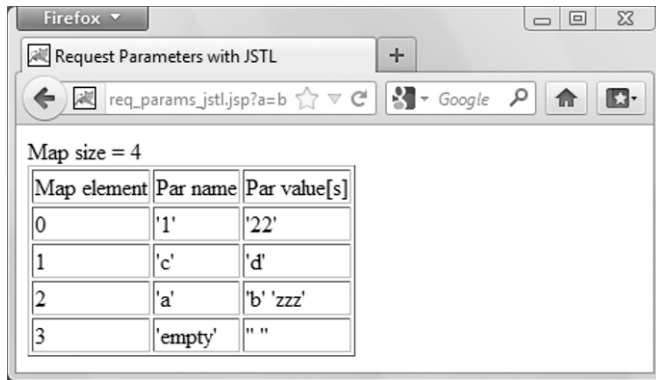 Firefox
Request Parameters with JSTL
req_params_jstl.jsp?a=b
Google
Map size = 4
Map element Par name Par value[s]
0 '1' '22'
1 'c' 'd'
2 'a' 'b' 'zzz'
3 'empty' '' ''